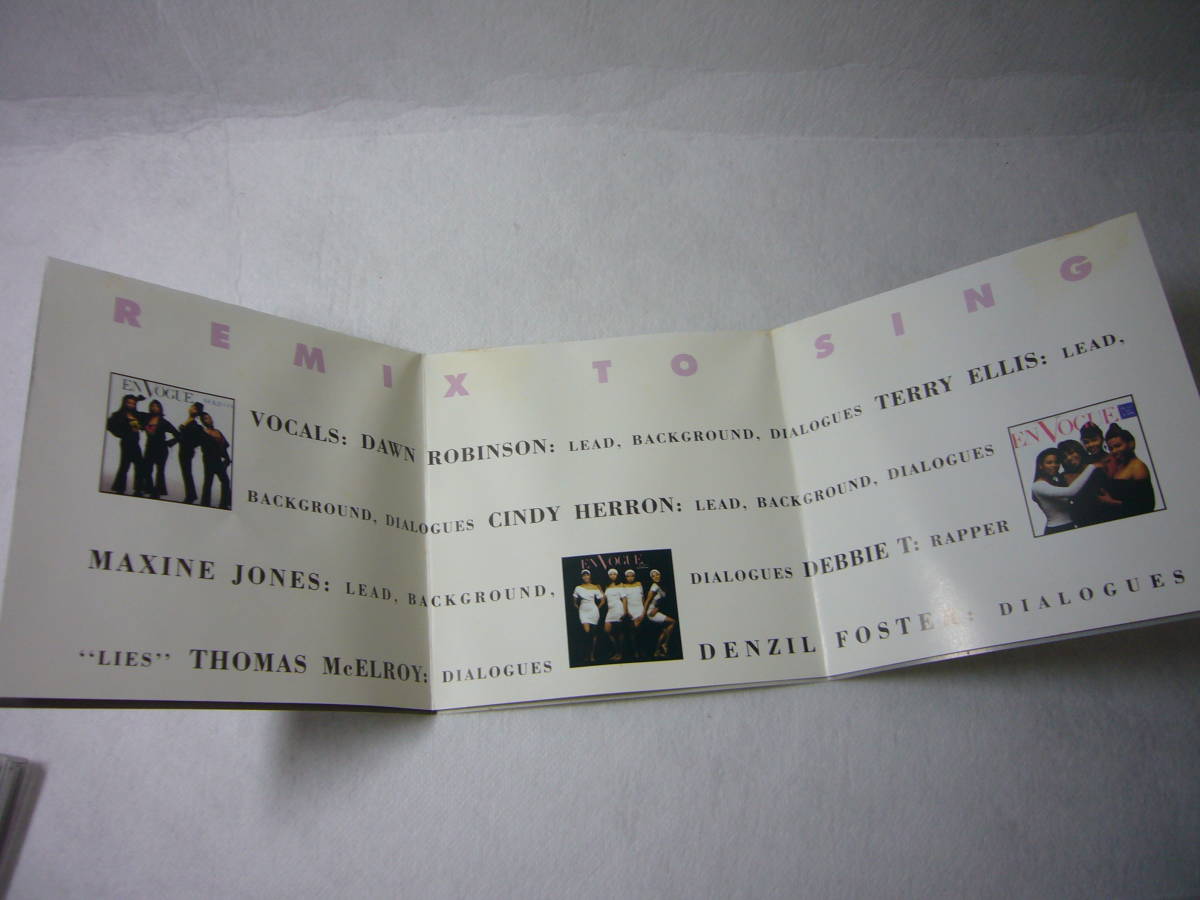 REMIX TO SING
EN VOGUE
VOCALS: DAWN ROBINSON: LEAD, BACKGROUND, DIALOGUES TERRY ELLIS: LEAD,
EN VOGUE
BACKGROUND, DIALOGUES CINDY HERRON: LEAD, BACKGROUND, DIALOGUES
MAXINE JONES: LEAD, BACKGROUND, DIALOGUES DEBBIE T: RAPPER
EN VOGUE
“LIES” THOMAS McELROY: DIALOGUES DENZIL FOSTER: DIALOGUES